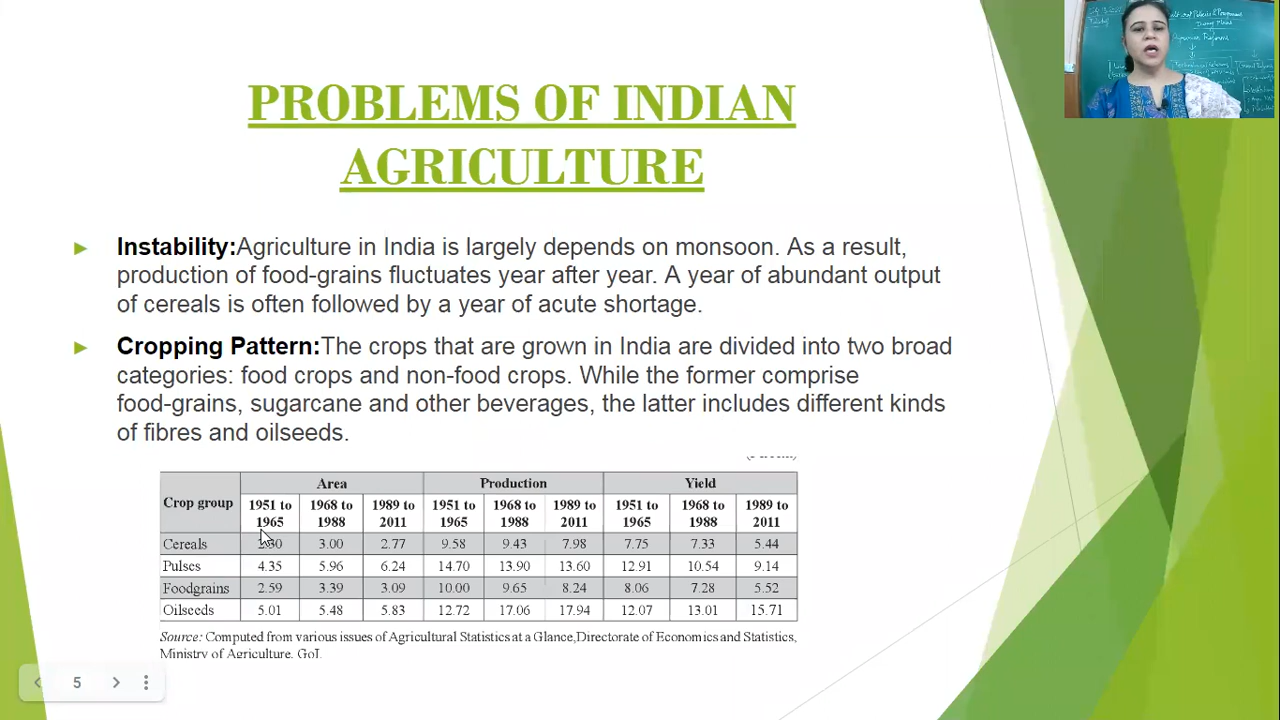 PROBLEMS OF INDIAN
AGRICULTURE
Instability:Agriculture in India is largely depends on monsoon. As a result,
production of food-grains fluctuates year after year. A year of abundant output
of cereals is often followed by a year of acute shortage.
Cropping Pattern:The crops that are grown in India are divided into two broad
categories: food crops and non-food crops. While the former comprise
food-grains, sugarcane and other beverages, the latter includes different kinds
of fibres and oilseeds.
Crop group Area Production Yield
1951 to 1968 to 1989 to 1951 to 1968 to 1989 to 1951 to 1968 to 1989 to
1965 1988 2011 1965 1988 2011 1965 1988 2011
Cereals 3.00 2.77 9.58 9.43 7.98 7.75 7.33 5.44
Pulses 4.35 5.96 6.24 14.70 13.90 13.60 12.91 10.54 9.14
Foodgrains 2.59 3.39 3.09 10.00 9.65 8.24 8.06 7.28 5.52
Oilseeds 5.01 5.48 5.83 12.72 17.06 17.94 12.07 13.01 15.71
Source: Computed from various issues of Agricultural Statistics at a Glance,Directorate of Economics and Statistics,
Ministry of Agriculture, GoI.
5